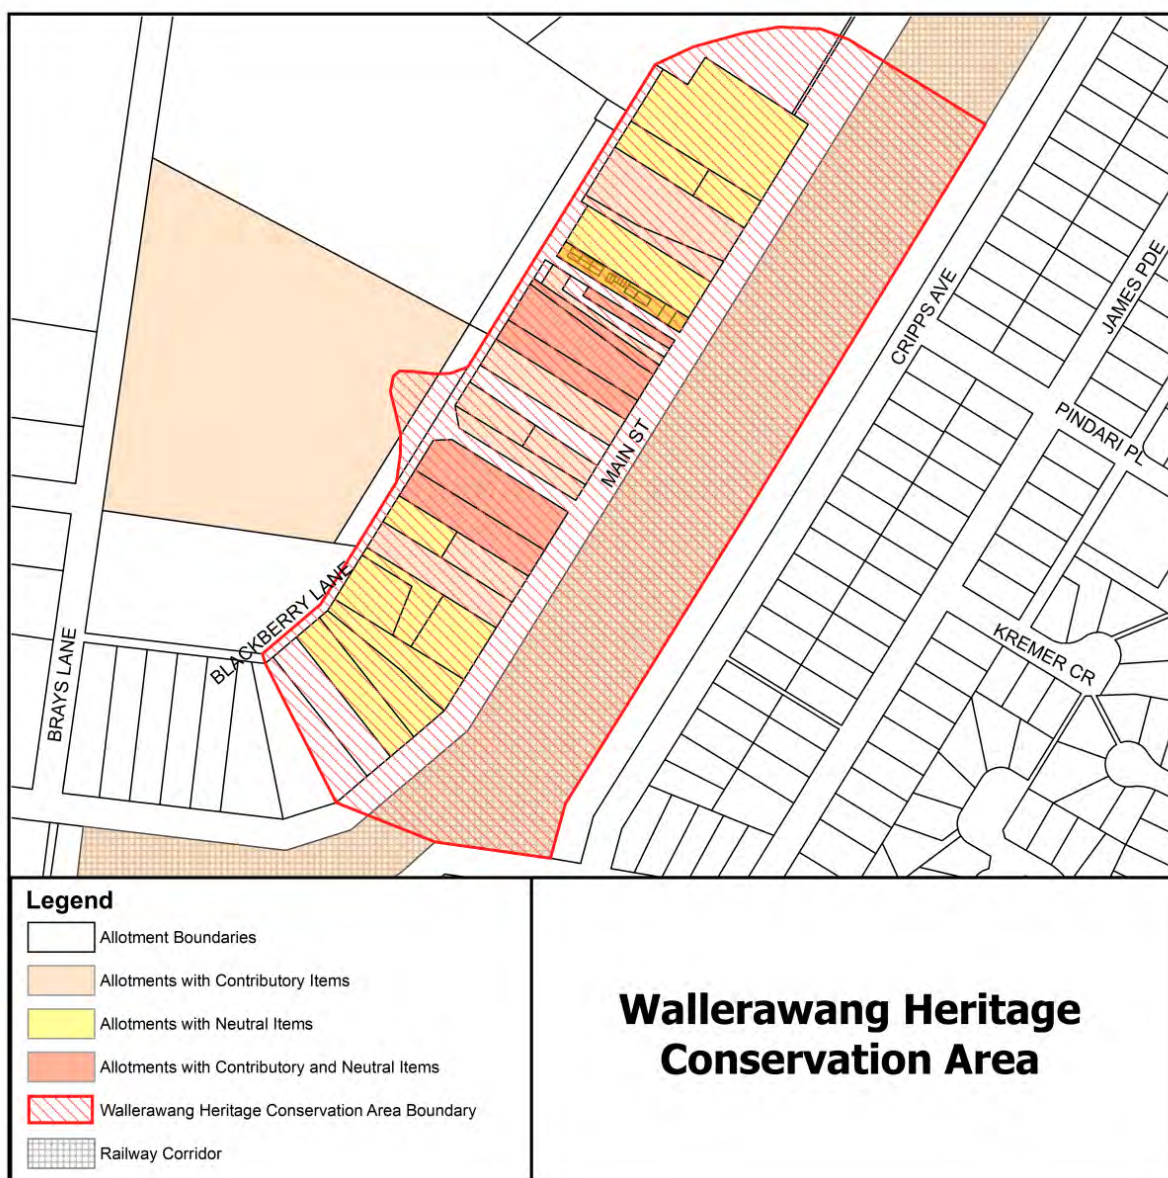 CRIPPS AVE
JAMES PDE
PINDARI PL
MAIN ST
KREMER CR
BLACKBERRY LANE
BRAYS LANE
Legend
Allotment Boundaries
Allotments with Contributory Items
Allotments with Neutral Items
Allotments with Contributory and Neutral Items
Wallerawang Heritage Conservation Area Boundary
Railway Corridor
Wallerawang Heritage
Conservation Area